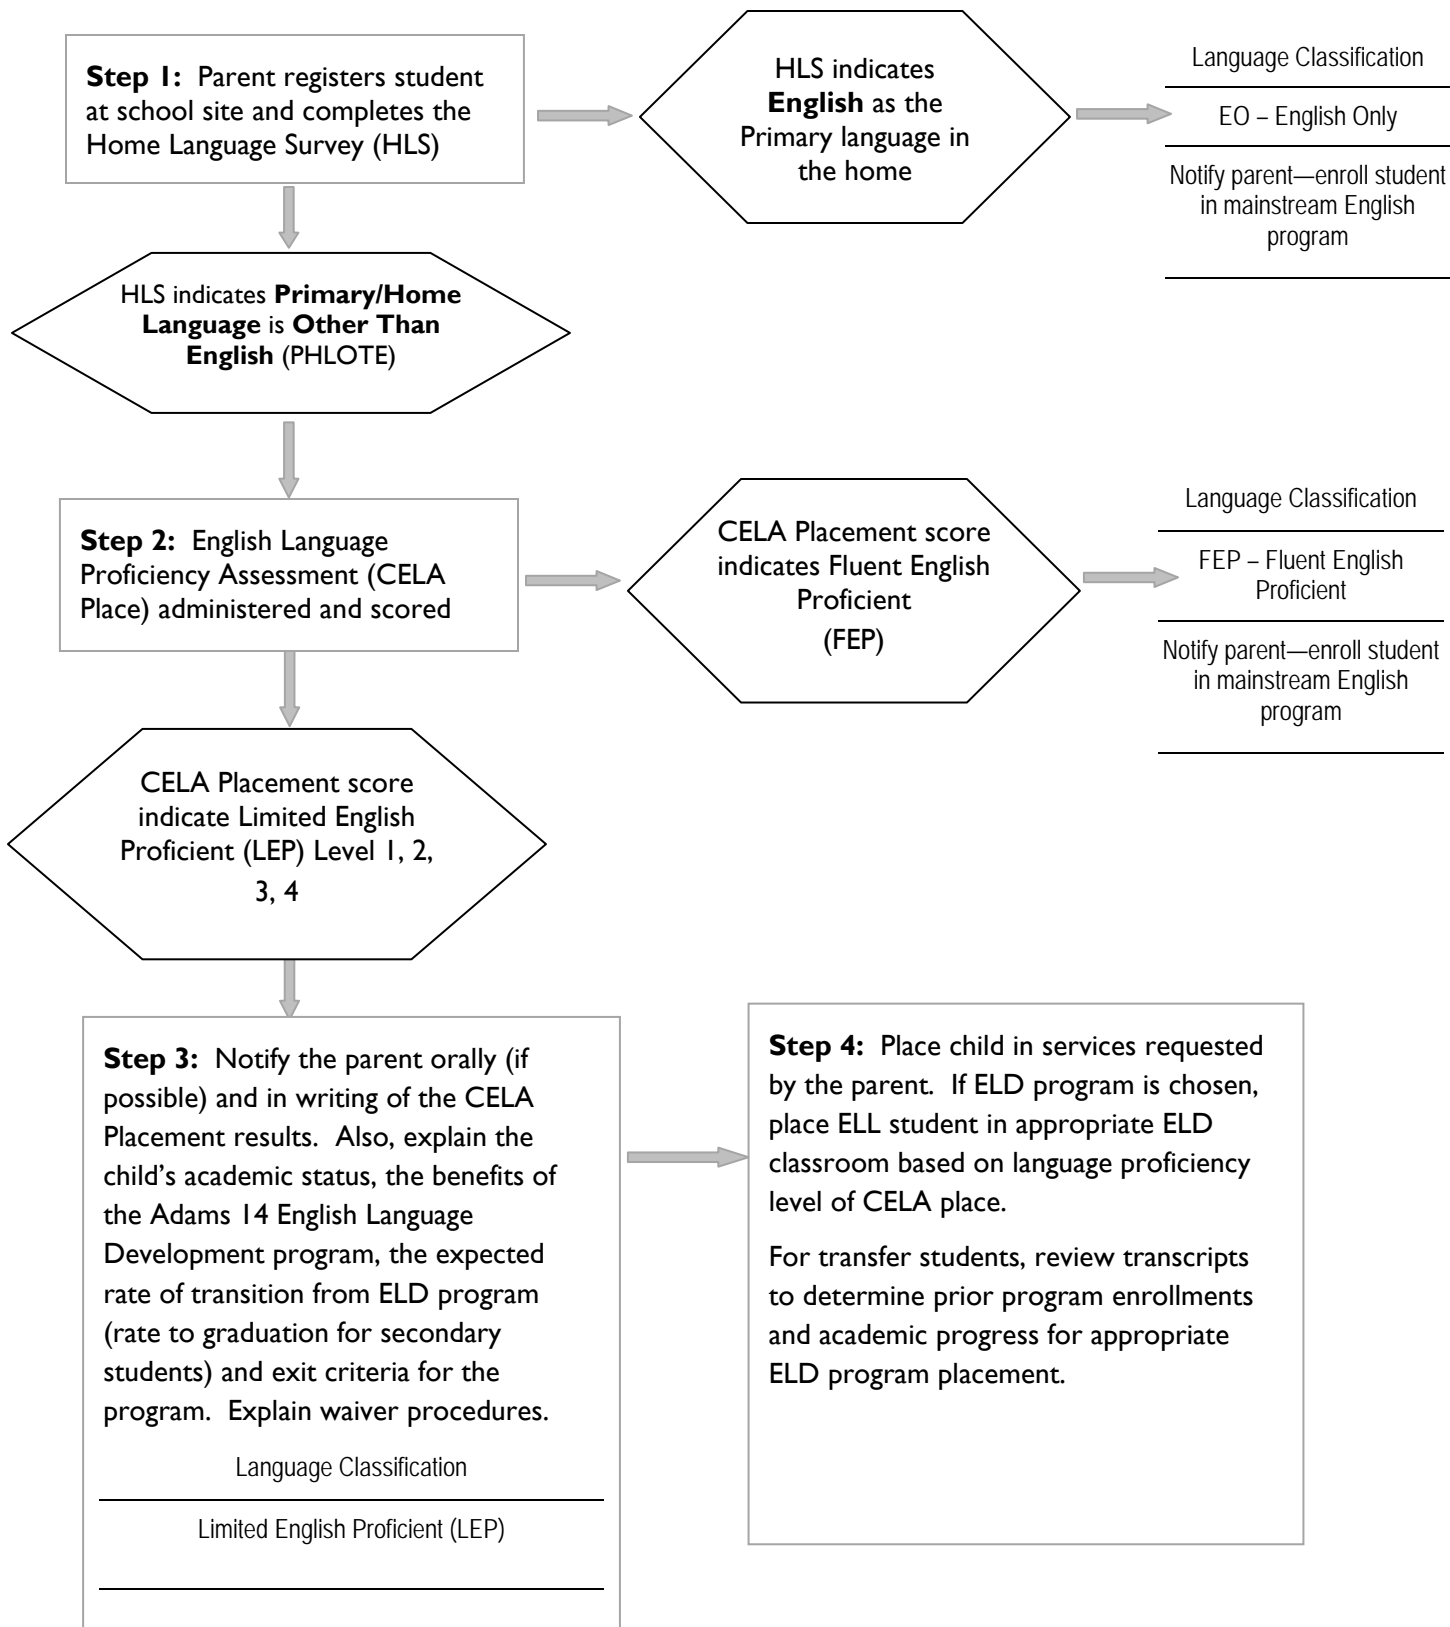 Step 1: Parent registers student
at school site and completes the
Home Language Survey (HLS)
HLS indicates
English as the
Primary language in
the home
Language Classification
EO – English Only
Notify parent—enroll student
in mainstream English
program
HLS indicates Primary/Home
Language is Other Than
English (PHLOTE)
Step 2: English Language
Proficiency Assessment (CELA
Place) administered and scored
CELA Placement score
indicates Fluent English
Proficient
(FEP)
Language Classification
FEP – Fluent English
Proficient
Notify parent—enroll student
in mainstream English
program
CELA Placement score
indicate Limited English
Proficient (LEP) Level 1, 2,
3, 4
Step 3: Notify the parent orally (if
possible) and in writing of the CELA
Placement results. Also, explain the
child’s academic status, the benefits of
the Adams 14 English Language
Development program, the expected
rate of transition from ELD program
(rate to graduation for secondary
students) and exit criteria for the
program. Explain waiver procedures.
Language Classification
Limited English Proficient (LEP)
Step 4: Place child in services requested
by the parent. If ELD program is chosen,
place ELL student in appropriate ELD
classroom based on language proficiency
level of CELA place.
For transfer students, review transcripts
to determine prior program enrollments
and academic progress for appropriate
ELD program placement.